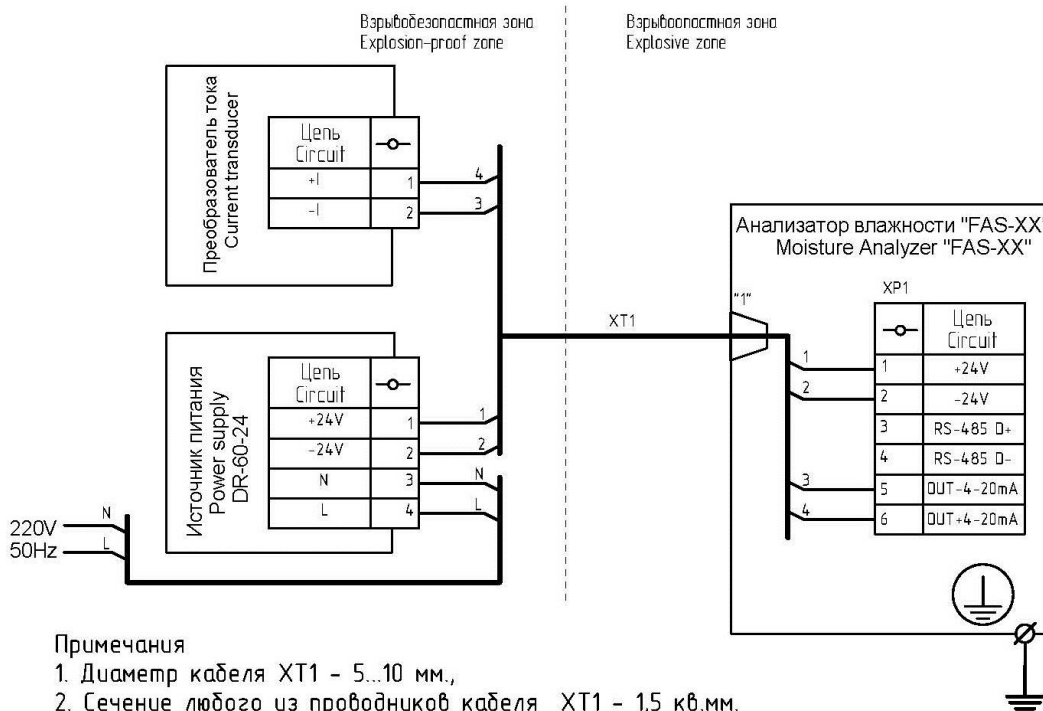 Взрывобезопастная зона
Explosion-proof zone
Взрывоопастная зона
Explosive zone
Преобразователь тока
Current transducer
Цепь
Circuit
+I 1 4
-I 2 3
Источник питания
Power supply
DR-60-24
Цепь
Circuit
+24V 1 1
-24V 2 2
N 3 N
L 4 L
220V N
50Hz L
XT1
"1"
Анализатор влажности "FAS-XX"
Moisture Analyzer "FAS-XX"
XP1
Цепь
Circuit
1 1 +24V
2 2 -24V
3 RS-485 D+
4 RS-485 D-
3 5 OUT-4-20mA
4 6 OUT+4-20mA
Примечания
1. Диаметр кабеля XT1 - 5...10 мм.,
2. Сечение любого из проводников кабеля XT1 - 1,5 кв.мм.